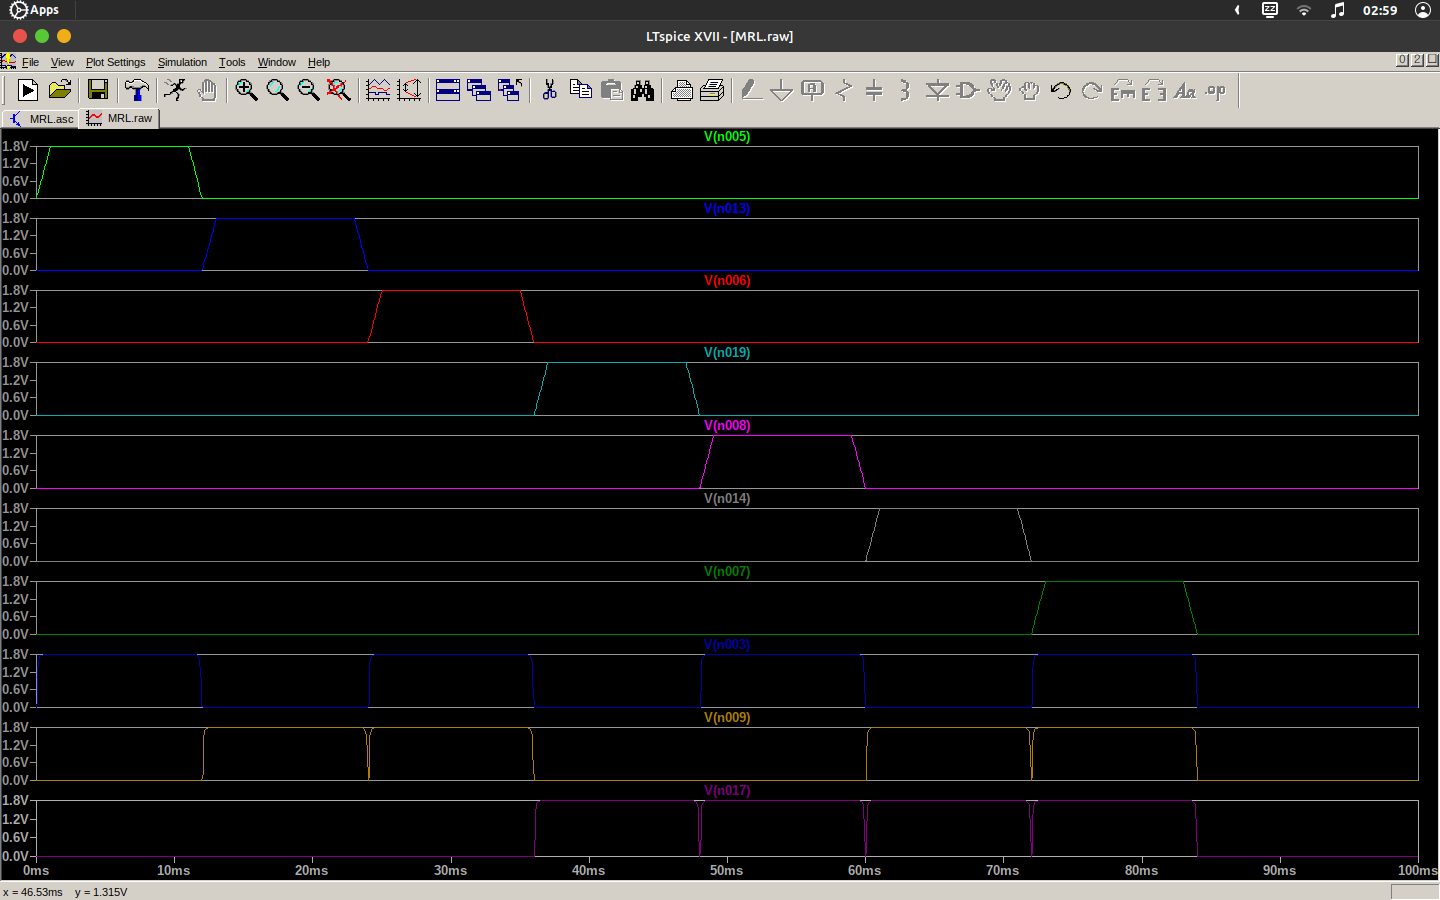 Apps 02:59
LTspice XVII - [MRL.raw]
File View Plot Settings Simulation Tools Window Help
MRL.asc MRL.raw
V(n005)
1.8V
1.2V
0.6V
0.0V
V(n013)
1.8V
1.2V
0.6V
0.0V
V(n006)
1.8V
1.2V
0.6V
0.0V
V(n019)
1.8V
1.2V
0.6V
0.0V
V(n008)
1.8V
1.2V
0.6V
0.0V
V(n014)
1.8V
1.2V
0.6V
0.0V
V(n007)
1.8V
1.2V
0.6V
0.0V
V(n003)
1.8V
1.2V
0.6V
0.0V
V(n009)
1.8V
1.2V
0.6V
0.0V
V(n017)
1.8V
1.2V
0.6V
0.0V
0ms 10ms 20ms 30ms 40ms 50ms 60ms 70ms 80ms 90ms 100ms
x = 46.53ms y = 1.315V